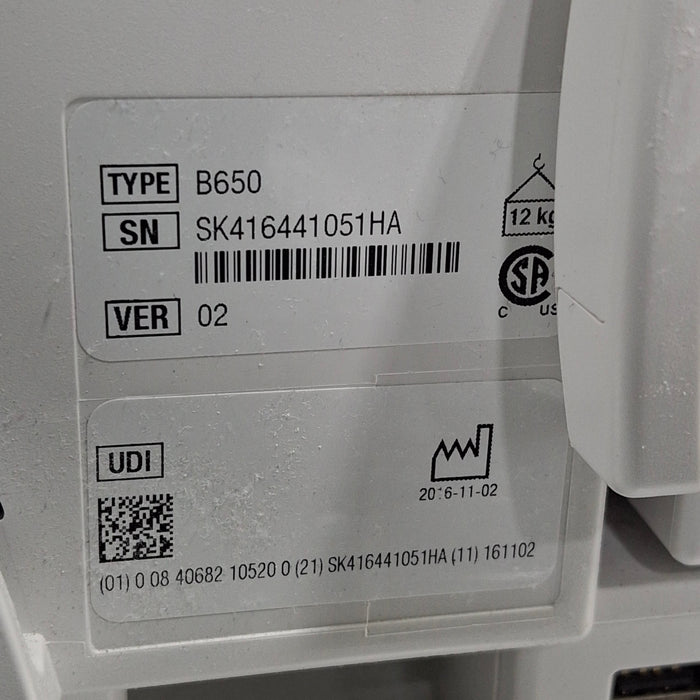 TYPE B650
SN SK416441051HA
12 kg
SA
C US
VER 02
UDI
2016-11-02
(01) 0 08 40682 10520 0 (21) SK416441051HA (11) 161102